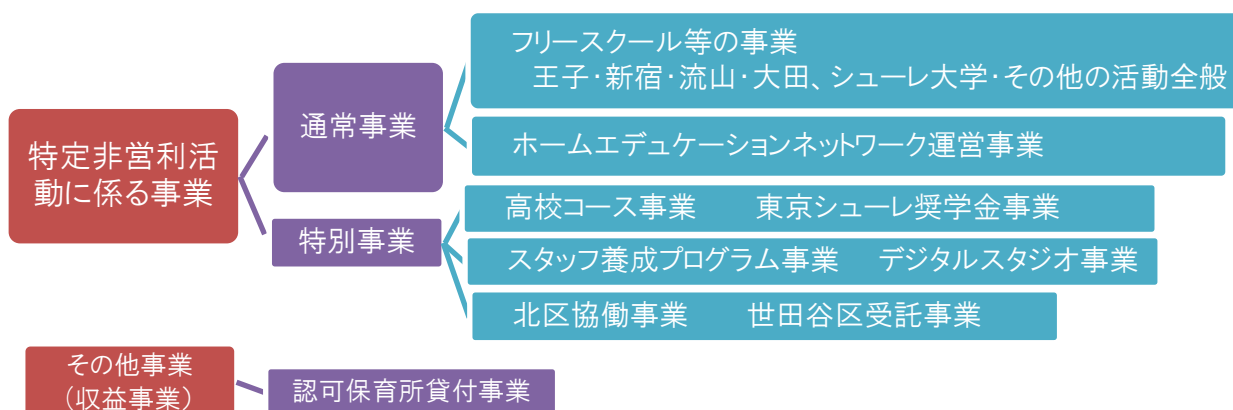 特定非営利活
動に係る事業
通常事業
フリースクール等の事業
王子・新宿・流山・大田、シューレ大学・その他の活動全般
ホームエデュケーションネットワーク運営事業
特別事業
高校コース事業　　東京シューレ奨学金事業
スタッフ養成プログラム事業　　デジタルスタジオ事業
北区協働事業　　世田谷区受託事業
その他事業
（収益事業）
認可保育所貸付事業